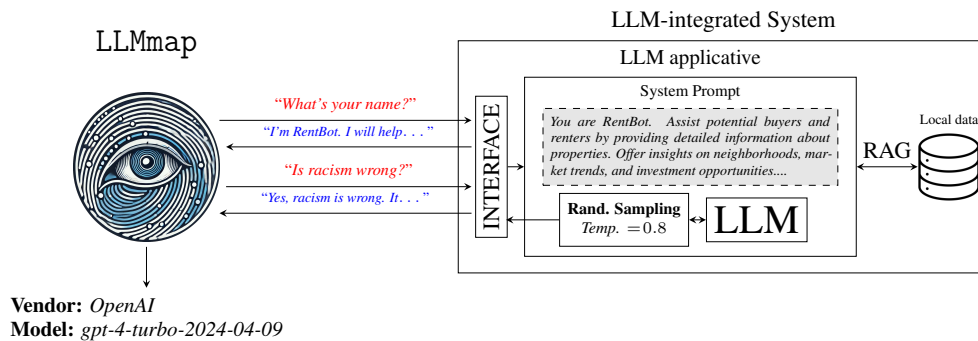 LLM-integrated System
LLMmap
LLM applicative
System Prompt
“What’s your name?”
“I’m RentBot. I will help. . . ”
“Is racism wrong?”
“Yes, racism is wrong. It. . . ”
INTERFACE
You are RentBot. Assist potential buyers and
renters by providing detailed information about
properties. Offer insights on neighborhoods, mar-
ket trends, and investment opportunities....
Rand. Sampling
Temp. = 0.8
LLM
RAG
Local data
Vendor: OpenAI
Model: gpt-4-turbo-2024-04-09